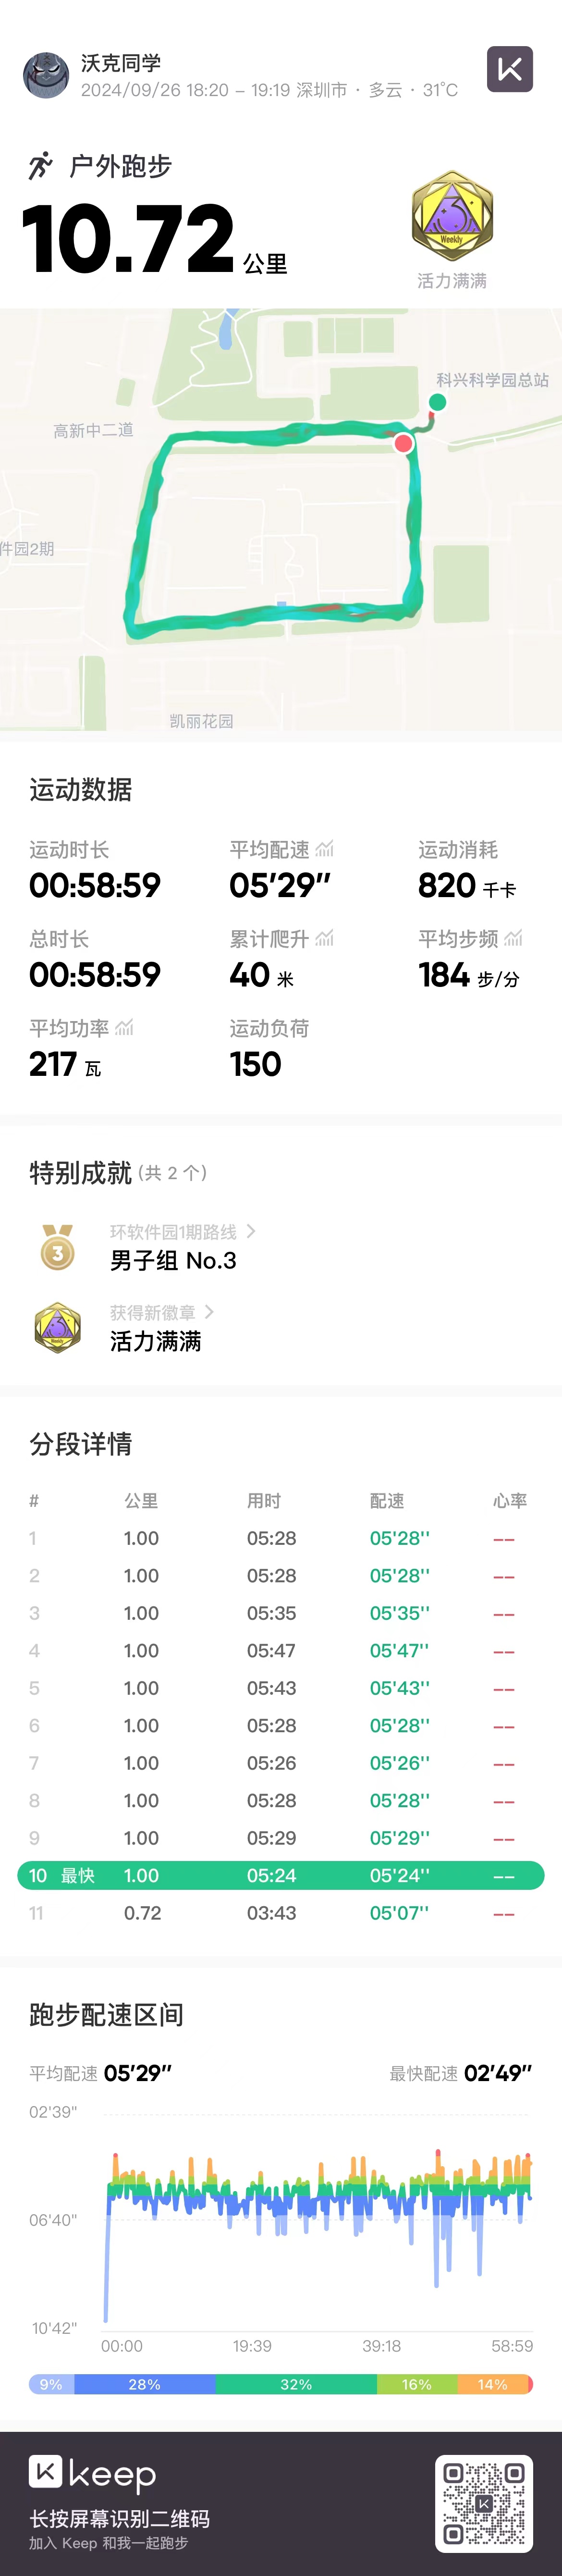 沃克同学
2024/09/26 18:20 – 19:19 深圳市 · 多云 · 31°C
户外跑步
10.72 公里
Weekly
活力满满
科兴科学园总站
高新中二道
件园2期
凯丽花园
运动数据
运动时长 平均配速 运动消耗
00:58:59 05'29" 820 千卡
总时长 累计爬升 平均步频
00:58:59 40 米 184 步/分
平均功率 运动负荷
217 瓦 150
特别成就 (共 2 个)
3
环软件园1期路线 >
男子组 No.3
获得新徽章 >
活力满满
分段详情
# 公里 用时 配速 心率
1 1.00 05:28 05'28'' --
2 1.00 05:28 05'28'' --
3 1.00 05:35 05'35'' --
4 1.00 05:47 05'47'' --
5 1.00 05:43 05'43'' --
6 1.00 05:28 05'28'' --
7 1.00 05:26 05'26'' --
8 1.00 05:28 05'28'' --
9 1.00 05:29 05'29'' --
10 最快 1.00 05:24 05'24'' --
11 0.72 03:43 05'07'' --
跑步配速区间
平均配速 05'29" 最快配速 02'49"
02'39"
06'40"
10'42"
00:00 19:39 39:18 58:59
9% 28% 32% 16% 14%
keep
长按屏幕识别二维码
加入 Keep 和我一起跑步